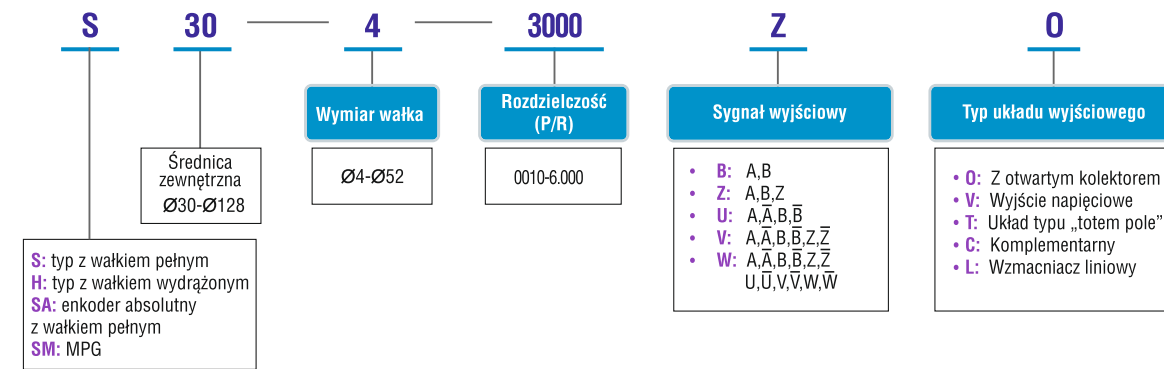 S 30 4 3000 Z O
Wymiar wałka
Rozdzielczość
(P/R)
Sygnał wyjściowy
Typ układu wyjściowego
Średnica
zewnętrzna
Ø30-Ø128
Ø4-Ø52
0010-6.000
• B: A,B
• Z: A,B,Z
• U: A,A̅,B,B̅
• V: A,A̅,B,B̅,Z,Z̅
• W: A,A̅,B,B̅,Z,Z̅
U,U̅,V,V̅,W,W̅
• O: Z otwartym kolektorem
• V: Wyjście napięciowe
• T: Układ typu „totem pole”
• C: Komplementarny
• L: Wzmacniacz liniowy
S: typ z wałkiem pełnym
H: typ z wałkiem wydrążonym
SA: enkoder absolutny
z wałkiem pełnym
SM: MPG